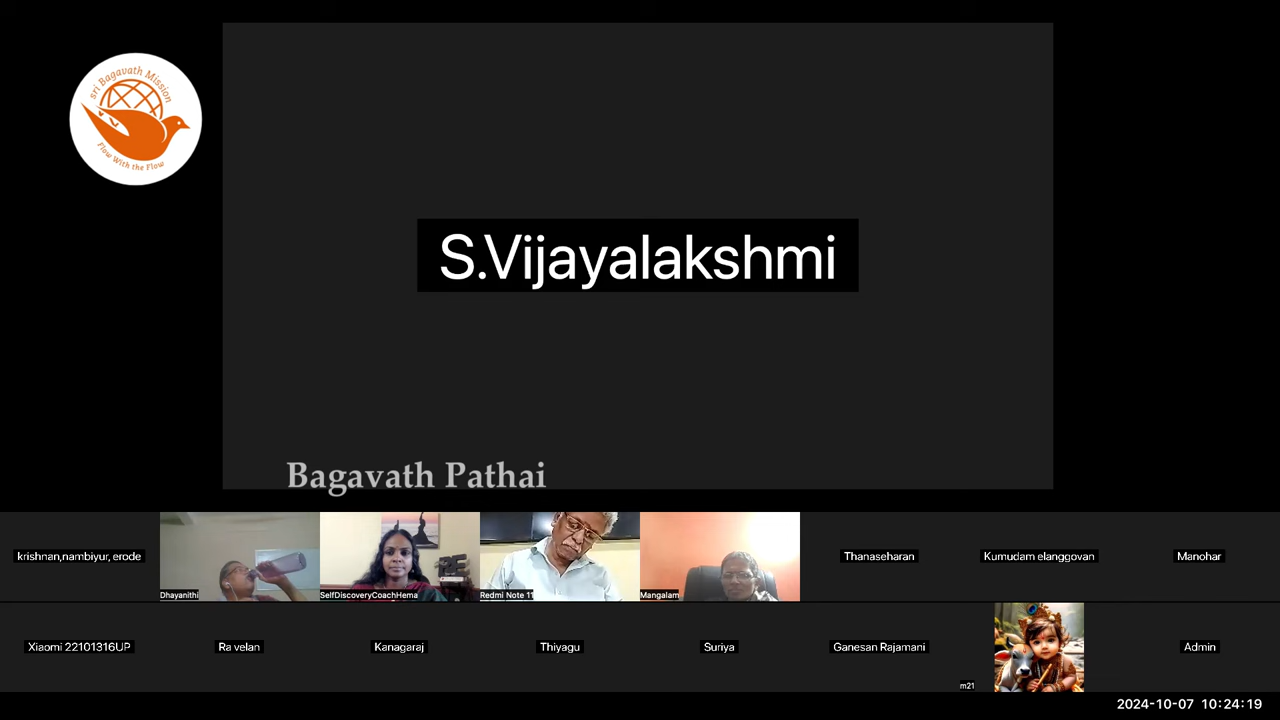 sri Bagavath Mission
Flow With the Flow
S.Vijayalakshmi
Bagavath Pathai
krishnan,nambiyur, erode
Dhayanithi
SelfDiscoveryCoachHema
Redmi Note 11
Mangalam
Thanaseharan
Kumudam elanggovan
Manohar
Xiaomi 22101316UP
Ra velan
Kanagaraj
Thiyagu
Suriya
Ganesan Rajamani
m21
Admin
2024-10-07 10:24:19